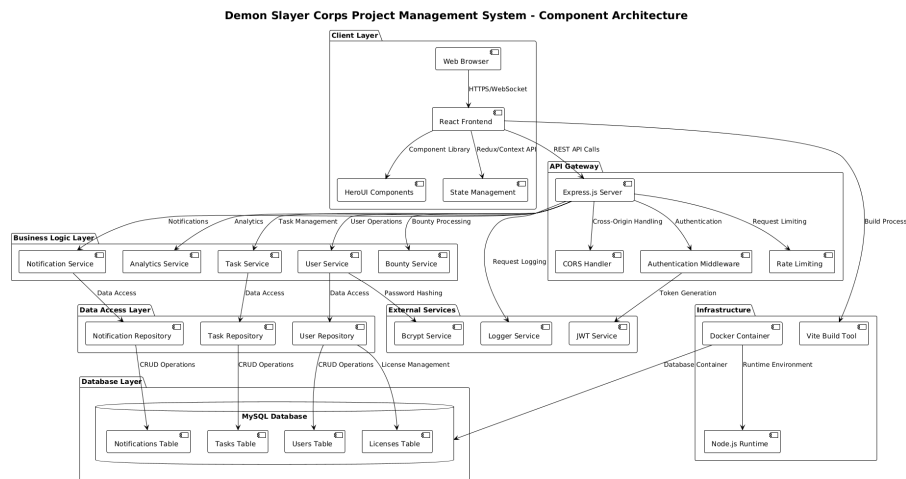 Demon Slayer Corps Project Management System - Component Architecture
Client Layer
Web Browser
HTTPS/WebSocket
React Frontend
Component Library
Redux/Context API
REST API Calls
HeroUI Components
State Management
API Gateway
Express.js Server
Notifications
Analytics
Task Management
User Operations
Bounty Processing
Cross-Origin Handling
Authentication
Request Limiting
Build Process
Business Logic Layer
Notification Service
Analytics Service
Task Service
User Service
Bounty Service
Request Logging
CORS Handler
Authentication Middleware
Rate Limiting
Data Access
Data Access
Data Access
Password Hashing
Token Generation
Data Access Layer
Notification Repository
Task Repository
User Repository
External Services
Bcrypt Service
Logger Service
JWT Service
Infrastructure
Docker Container
Vite Build Tool
CRUD Operations
CRUD Operations
CRUD Operations
License Management
Database Container
Runtime Environment
Database Layer
MySQL Database
Notifications Table
Tasks Table
Users Table
Licenses Table
Node.js Runtime